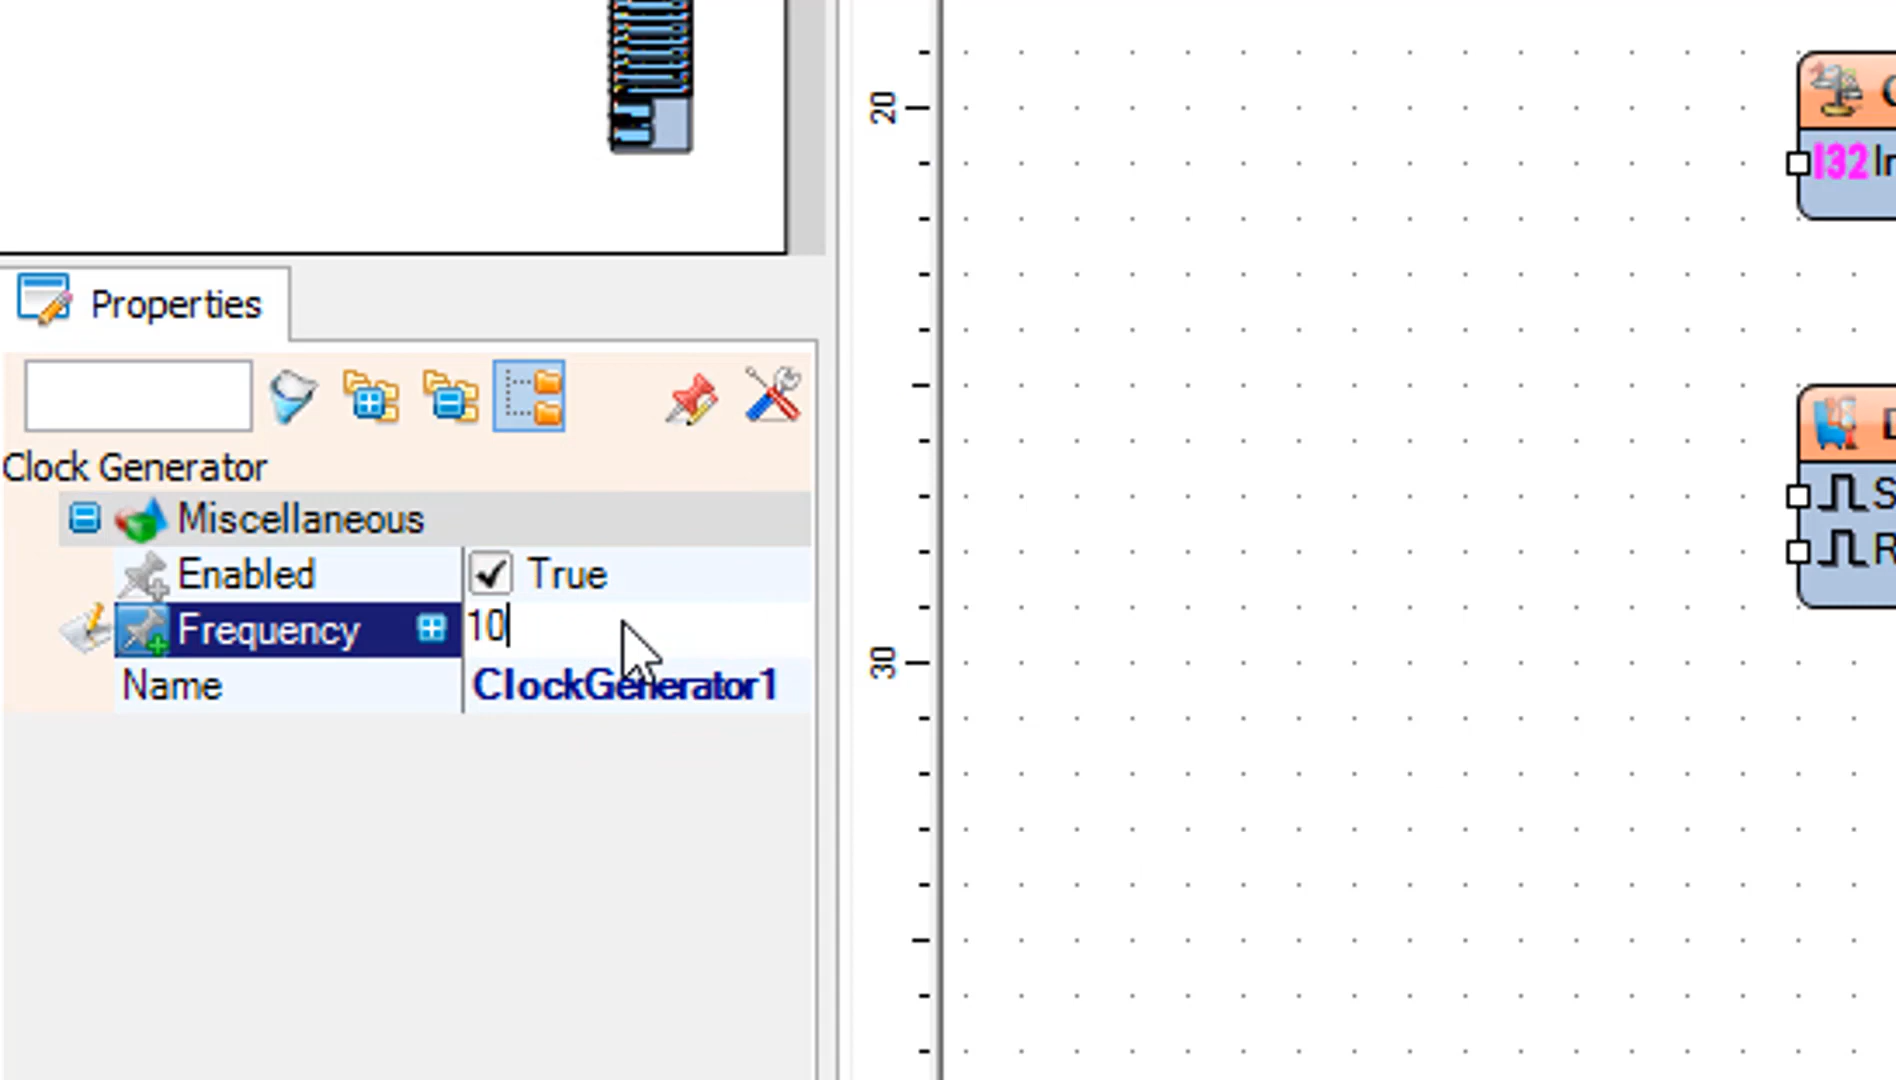 20
I32
Properties
Clock Generator
Miscellaneous
Enabled True
S
R
Frequency 10
30
Name ClockGenerator1